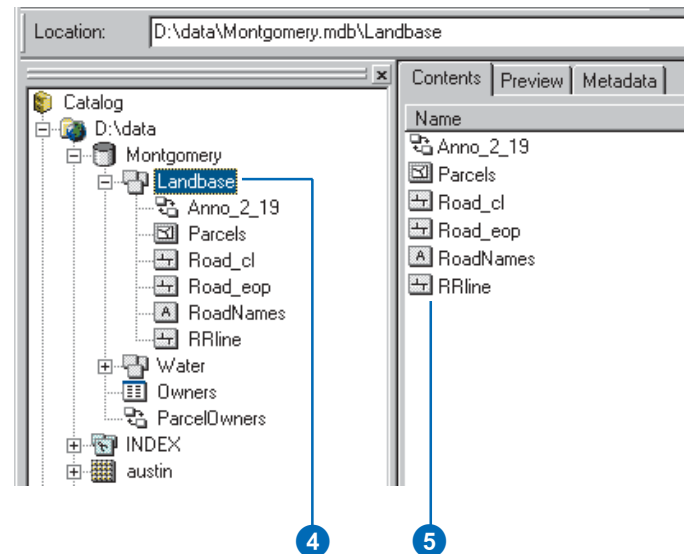 Location: D:\data\Montgomery.mdb\Landbase
Catalog
D:\data
Montgomery
Landbase
Anno_2_19
Parcels
Road_cl
Road_eop
A RoadNames
RRline
Water
Owners
ParcelOwners
INDEX
austin
Contents Preview Metadata
Name
Anno_2_19
Parcels
Road_cl
Road_eop
A RoadNames
RRline
4 5